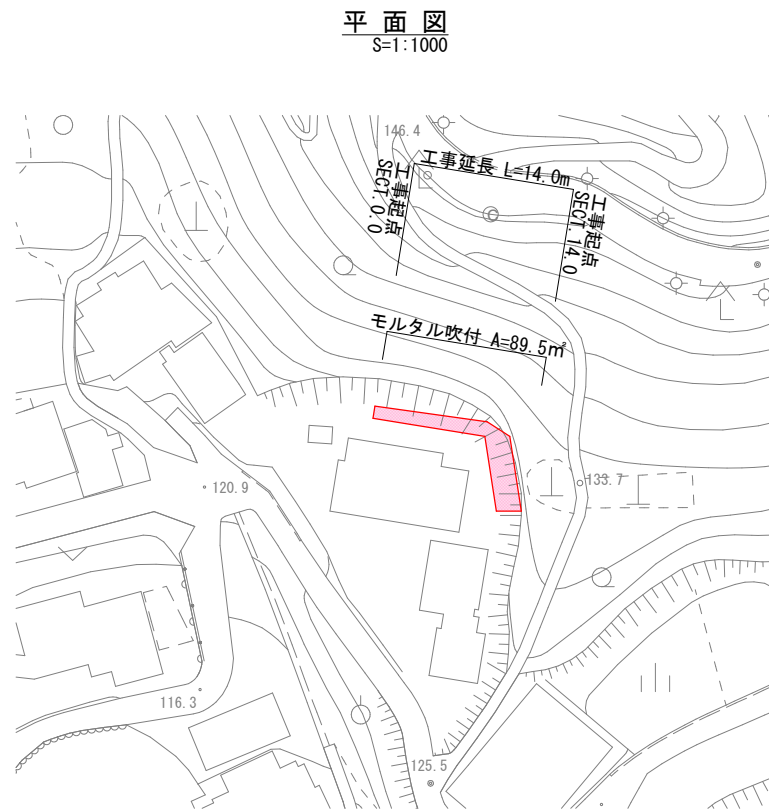 平面図
S=1:1000
146.4
工事延長 L=14.0m
工事起点
SECT.0.0
工事起点
SECT.14.0
モルタル吹付 A=89.5㎡
133.7
120.9
116.3
125.5